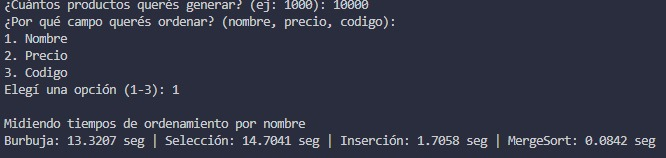 ¿Cuántos productos querés generar? (ej: 1000): 10000
¿Por qué campo querés ordenar? (nombre, precio, codigo):
1. Nombre
2. Precio
3. Codigo
Elegí una opción (1-3): 1
Midiendo tiempos de ordenamiento por nombre
Burbuja: 13.3207 seg | Selección: 14.7041 seg | Inserción: 1.7058 seg | MergeSort: 0.0842 seg